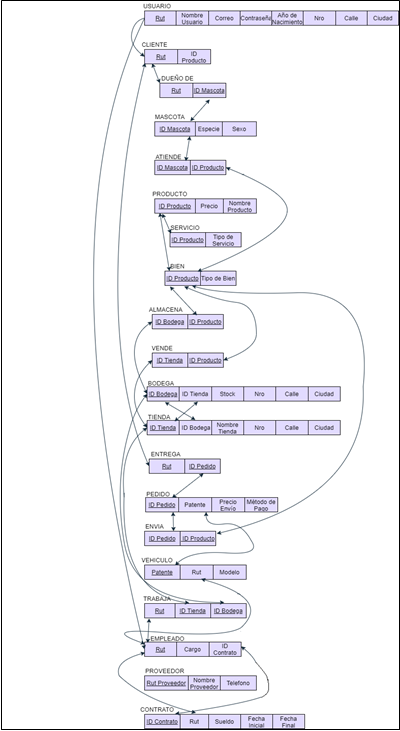 USUARIO
Rut Nombre Usuario Correo Contraseña Año de Nacimiento Nro Calle Ciudad
CLIENTE
Rut ID Producto
DUEÑO DE
Rut ID Mascota
MASCOTA
ID Mascota Especie Sexo
ATIENDE
ID Mascota ID Producto
PRODUCTO
ID Producto Precio Nombre Producto
SERVICIO
ID Producto Tipo de Servicio
BIEN
ID Producto Tipo de Bien
ALMACENA
ID Bodega ID Producto
VENDE
ID Tienda ID Producto
BODEGA
ID Bodega ID Tienda Stock Nro Calle Ciudad
TIENDA
ID Tienda ID Bodega Nombre Tienda Nro Calle Ciudad
ENTREGA
Rut ID Pedido
PEDIDO
ID Pedido Patente Precio Envío Método de Pago
ENVIA
ID Pedido ID Producto
VEHICULO
Patente Rut Modelo
TRABAJA
Rut ID Tienda ID Bodega
EMPLEADO
Rut Cargo ID Contrato
PROVEEDOR
Rut Proveedor Nombre Proveedor Telefono
CONTRATO
ID Contrato Rut Sueldo Fecha Inicial Fecha Final